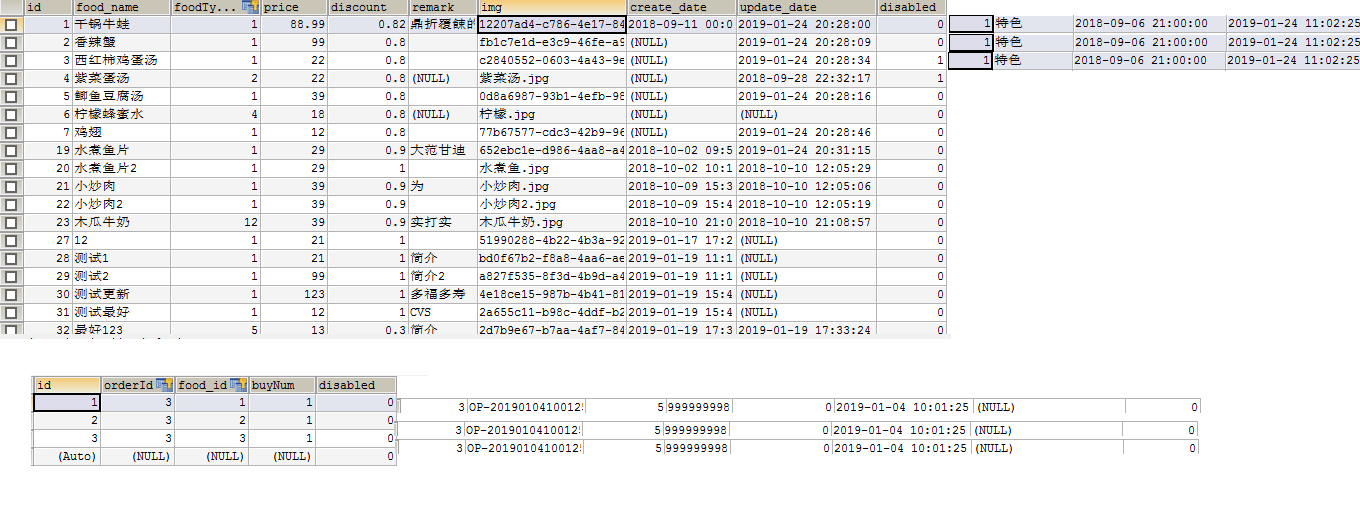 id food_name foodTy... price discount remark img create_date update_date disabled
1 干锅牛蛙 1 88.99 0.82 鼎折覆餗的 12207ad4-c786-4e17-84 2018-09-11 00:0 2019-01-24 20:28:00 0 1 特色 2018-09-06 21:00:00 2019-01-24 11:02:25
2 香辣蟹 1 99 0.8 fb1c7e1d-e3c9-46fe-a9 (NULL) 2019-01-24 20:28:09 0 1 特色 2018-09-06 21:00:00 2019-01-24 11:02:25
3 西红柿鸡蛋汤 1 22 0.8 c2840552-0603-4a43-9e (NULL) 2019-01-24 20:28:34 1 1 特色 2018-09-06 21:00:00 2019-01-24 11:02:25
4 紫菜蛋汤 2 22 0.8 (NULL) 紫菜汤.jpg (NULL) 2018-09-28 22:32:17 1
5 鲫鱼豆腐汤 1 39 0.8 0d8a6987-93b1-4efb-98 (NULL) 2019-01-24 20:28:16 0
6 柠檬蜂蜜水 4 18 0.8 (NULL) 柠檬.jpg (NULL) (NULL) 0
7 鸡翅 1 12 0.8 77b67577-cdc3-42b9-96 (NULL) 2019-01-24 20:28:46 0
19 水煮鱼片 1 29 0.9 大范甘迪 652ebc1e-d986-4aa8-a4 2018-10-02 09:5 2019-01-24 20:31:15 0
20 水煮鱼片2 1 29 1 水煮鱼.jpg 2018-10-02 10:1 2018-10-10 12:05:29 0
21 小炒肉 1 39 0.9 为 小炒肉.jpg 2018-10-09 15:3 2018-10-10 12:05:06 0
22 小炒肉2 1 39 0.9 小炒肉2.jpg 2018-10-09 15:4 2018-10-10 12:05:19 0
23 木瓜牛奶 12 39 0.9 实打实 木瓜牛奶.jpg 2018-10-10 21:0 2018-10-10 21:08:57 0
27 12 1 21 1 51990288-4b22-4b3a-92 2019-01-17 17:2 (NULL) 0
28 测试1 1 21 1 简介 bd0f67b2-f8a8-4aa6-ae 2019-01-19 11:1 (NULL) 0
29 测试2 1 99 1 简介2 a827f535-8f3d-4b9d-a4 2019-01-19 11:1 (NULL) 0
30 测试更新 1 123 1 多福多寿 4e18ce15-987b-4b41-81 2019-01-19 15:4 (NULL) 0
31 测试最好 1 12 1 CVS 2a655c11-b98c-4ddf-b2 2019-01-19 15:4 (NULL) 0
32 最好123 5 13 0.3 简介 2d7b9e67-b7aa-4af7-84 2019-01-19 17:3 2019-01-19 17:33:24 0
id orderId food_id buyNum disabled
1 3 1 1 0 3 OP-2019010410012 5 999999998 0 2019-01-04 10:01:25 (NULL) 0
2 3 2 1 0 3 OP-2019010410012 5 999999998 0 2019-01-04 10:01:25 (NULL) 0
3 3 3 1 0 3 OP-2019010410012 5 999999998 0 2019-01-04 10:01:25 (NULL) 0
(Auto) (NULL) (NULL) (NULL) 0